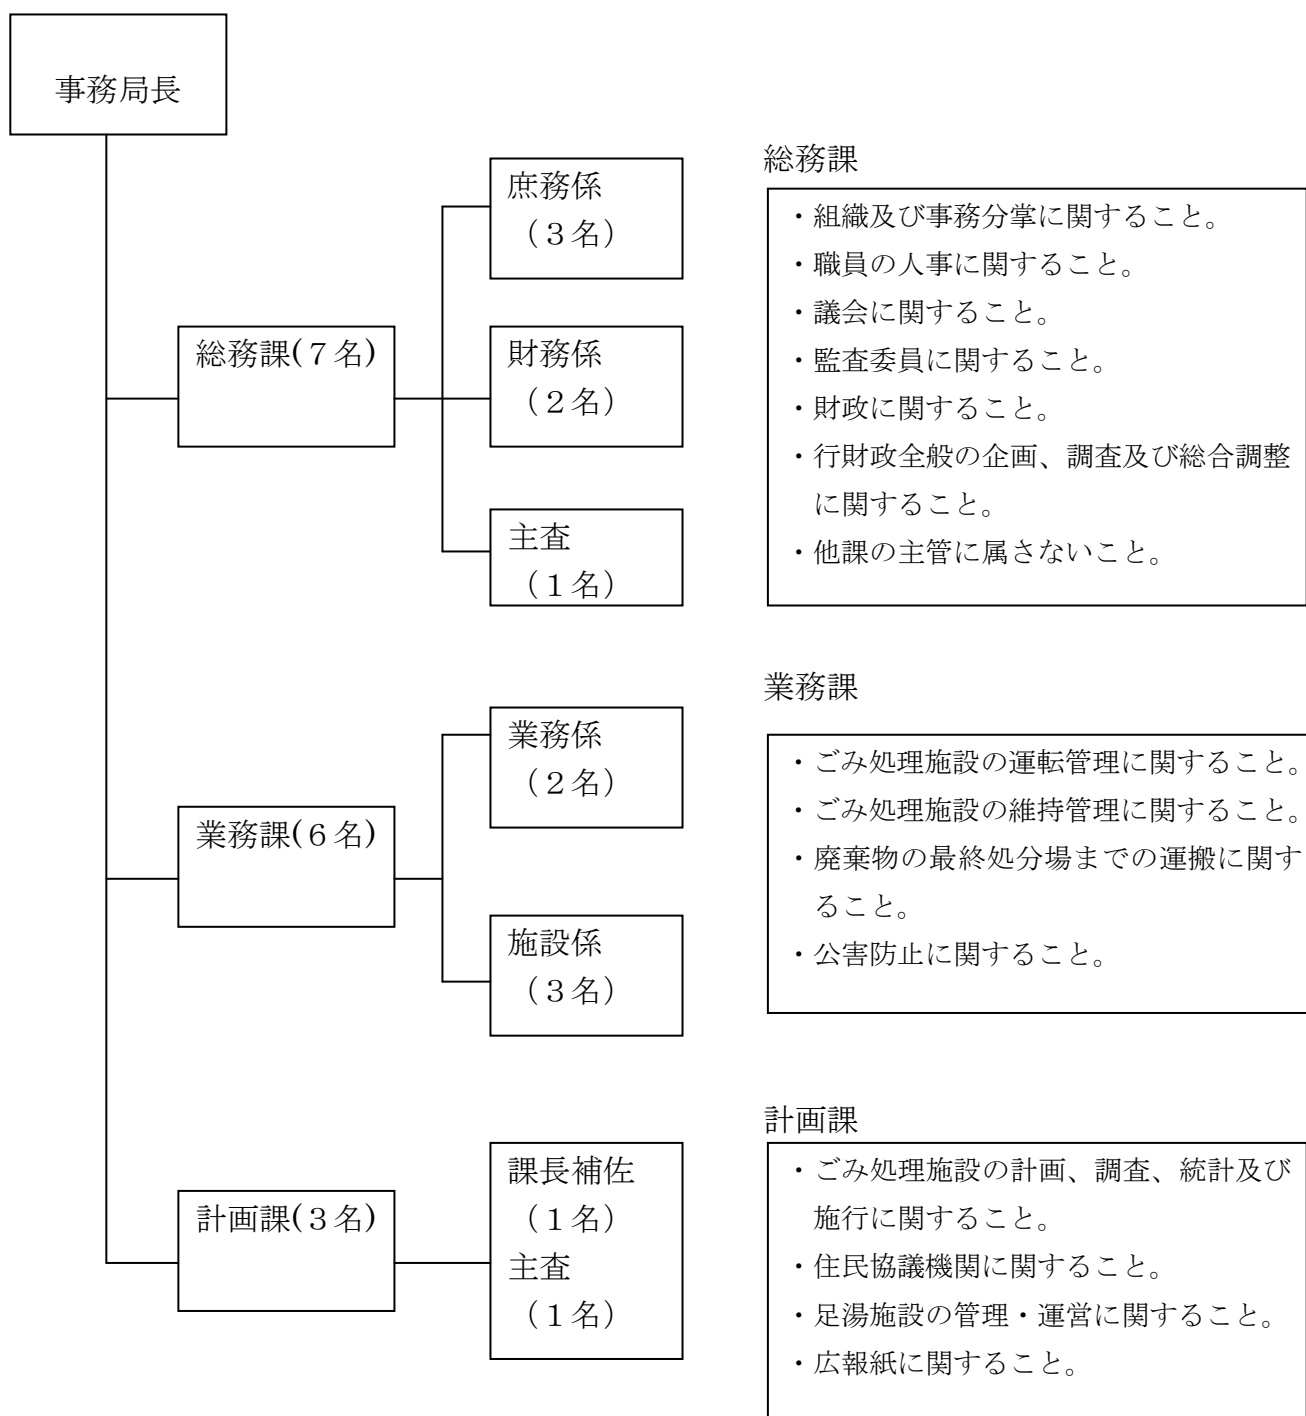 事務局長
総務課(７名)
庶務係
（３名）
財務係
（２名）
主査
（１名）
総務課
・組織及び事務分掌に関すること。
・職員の人事に関すること。
・議会に関すること。
・監査委員に関すること。
・財政に関すること。
・行財政全般の企画、調査及び総合調整
に関すること。
・他課の主管に属さないこと。
業務課(６名)
業務係
（２名）
施設係
（３名）
業務課
・ごみ処理施設の運転管理に関すること。
・ごみ処理施設の維持管理に関すること。
・廃棄物の最終処分場までの運搬に関す
ること。
・公害防止に関すること。
計画課(３名)
課長補佐
（１名）
主査
（１名）
計画課
・ごみ処理施設の計画、調査、統計及び
施行に関すること。
・住民協議機関に関すること。
・足湯施設の管理・運営に関すること。
・広報紙に関すること。